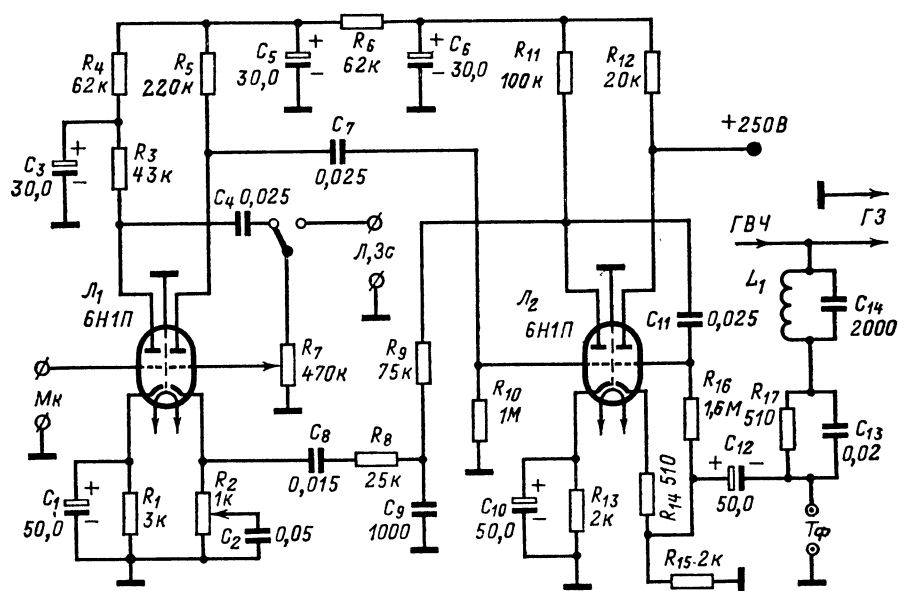 R4
62к
R5
220к
C5
30,0
+
−
R6
62к
+
−
C6
30,0
R11
100к
R12
20к
+250В
C3
30,0
+
−
R3
43к
C7
0,025
C4 0,025
Л,Зс
ГВЧ
ГЗ
Л1
6Н1П
Л2
6Н1П
C11
0,025
L1
C14
2000
R7
470к
R9
75к
Мк
R10
1М
R16
1,6М
R17
510
C13
0,02
C8
0,015
R8
25к
C12
+
−
50,0
C1
50,0
+
−
R1
3к
R2
1к
C2
0,05
C9
1000
C10
50,0
+
−
R13
2к
R14 510
R15-2к
Тф